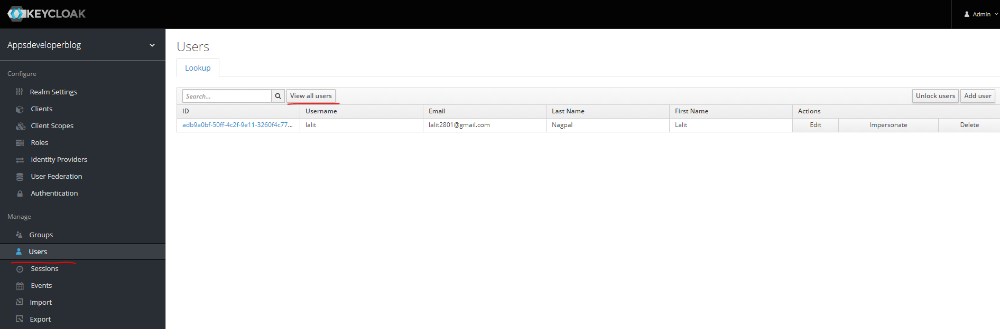 KEYCLOAK
Admin
Appsdeveloperblog
Configure
Realm Settings
Clients
Client Scopes
Roles
Identity Providers
User Federation
Authentication
Manage
Groups
Users
Sessions
Events
Import
Export
Users
Lookup
Search... View all users Unlock users Add user
ID Username Email Last Name First Name Actions
adb9a0bf-50ff-4c2f-9e11-3260f4c77... lalit lalit2801@gmail.com Nagpal Lalit Edit Impersonate Delete